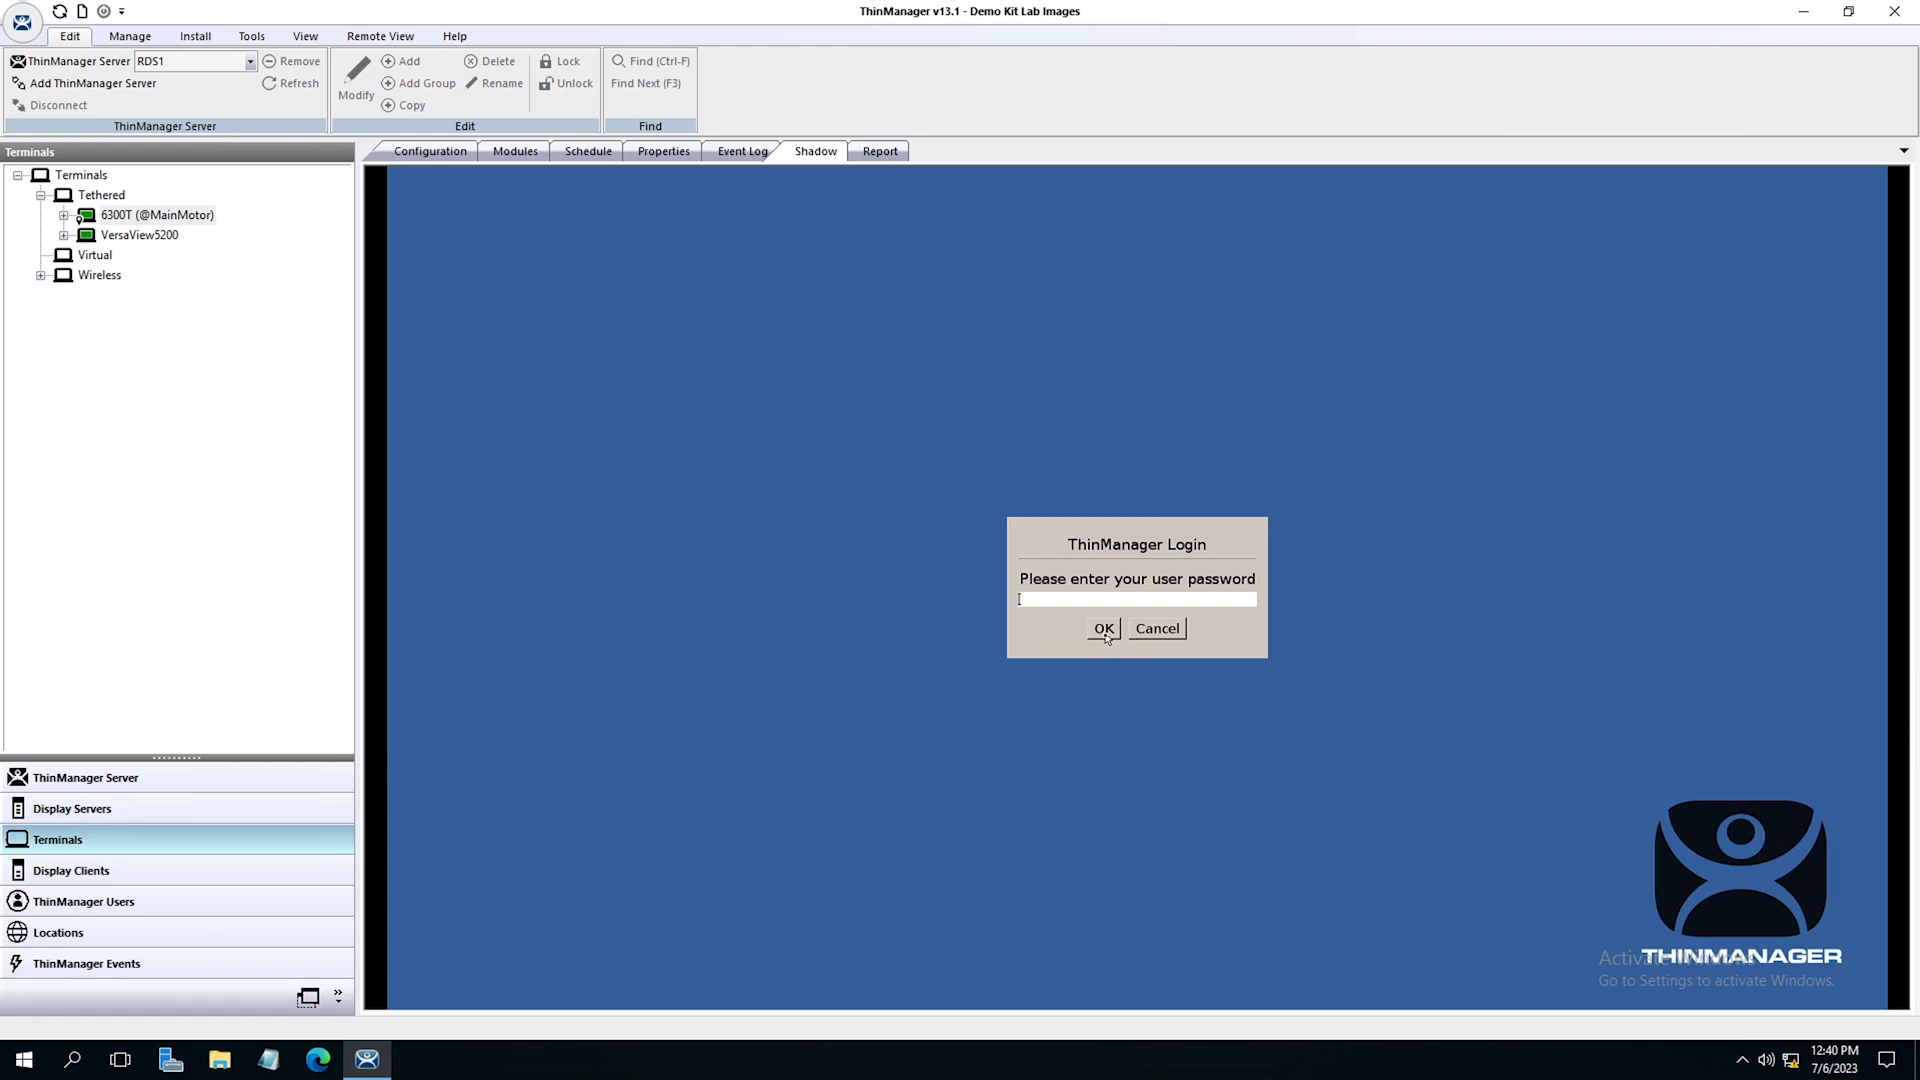 ThinManager v13.1 - Demo Kit Lab Images
Edit Manage Install Tools View Remote View Help
ThinManager Server RDS1 Remove
Add ThinManager Server Refresh
Disconnect
ThinManager Server
Modify
Add Delete Lock
Add Group Rename Unlock
Copy
Edit
Find (Ctrl-F)
Find Next (F3)
Find
Terminals
Configuration Modules Schedule Properties Event Log Shadow Report
Terminals
Tethered
6300T (@MainMotor)
VersaView5200
Virtual
Wireless
ThinManager Login
Please enter your user password
OK Cancel
THINMANAGER
Activate Windows
Go to Settings to activate Windows.
ThinManager Server
Display Servers
Terminals
Display Clients
ThinManager Users
Locations
ThinManager Events
12:40 PM
7/6/2023